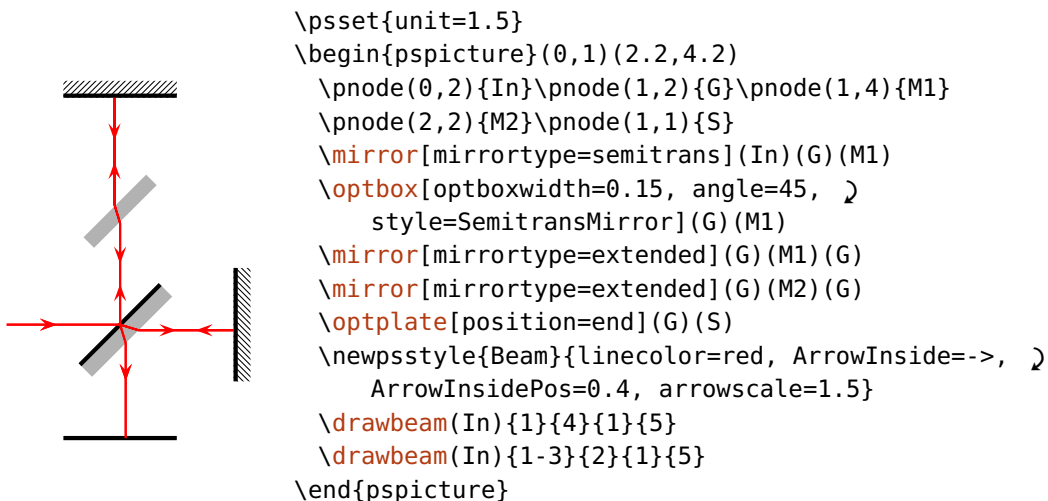 \psset{unit=1.5}
\begin{pspicture}(0,1)(2.2,4.2)
\pnode(0,2){In}\pnode(1,2){G}\pnode(1,4){M1}
\pnode(2,2){M2}\pnode(1,1){S}
\mirror[mirrortype=semitrans](In)(G)(M1)
\optbox[optboxwidth=0.15, angle=45,
style=SemitransMirror](G)(M1)
\mirror[mirrortype=extended](G)(M1)(G)
\mirror[mirrortype=extended](G)(M2)(G)
\optplate[position=end](G)(S)
\newpsstyle{Beam}{linecolor=red, ArrowInside=->,
ArrowInsidePos=0.4, arrowscale=1.5}
\drawbeam(In){1}{4}{1}{5}
\drawbeam(In){1-3}{2}{1}{5}
\end{pspicture}